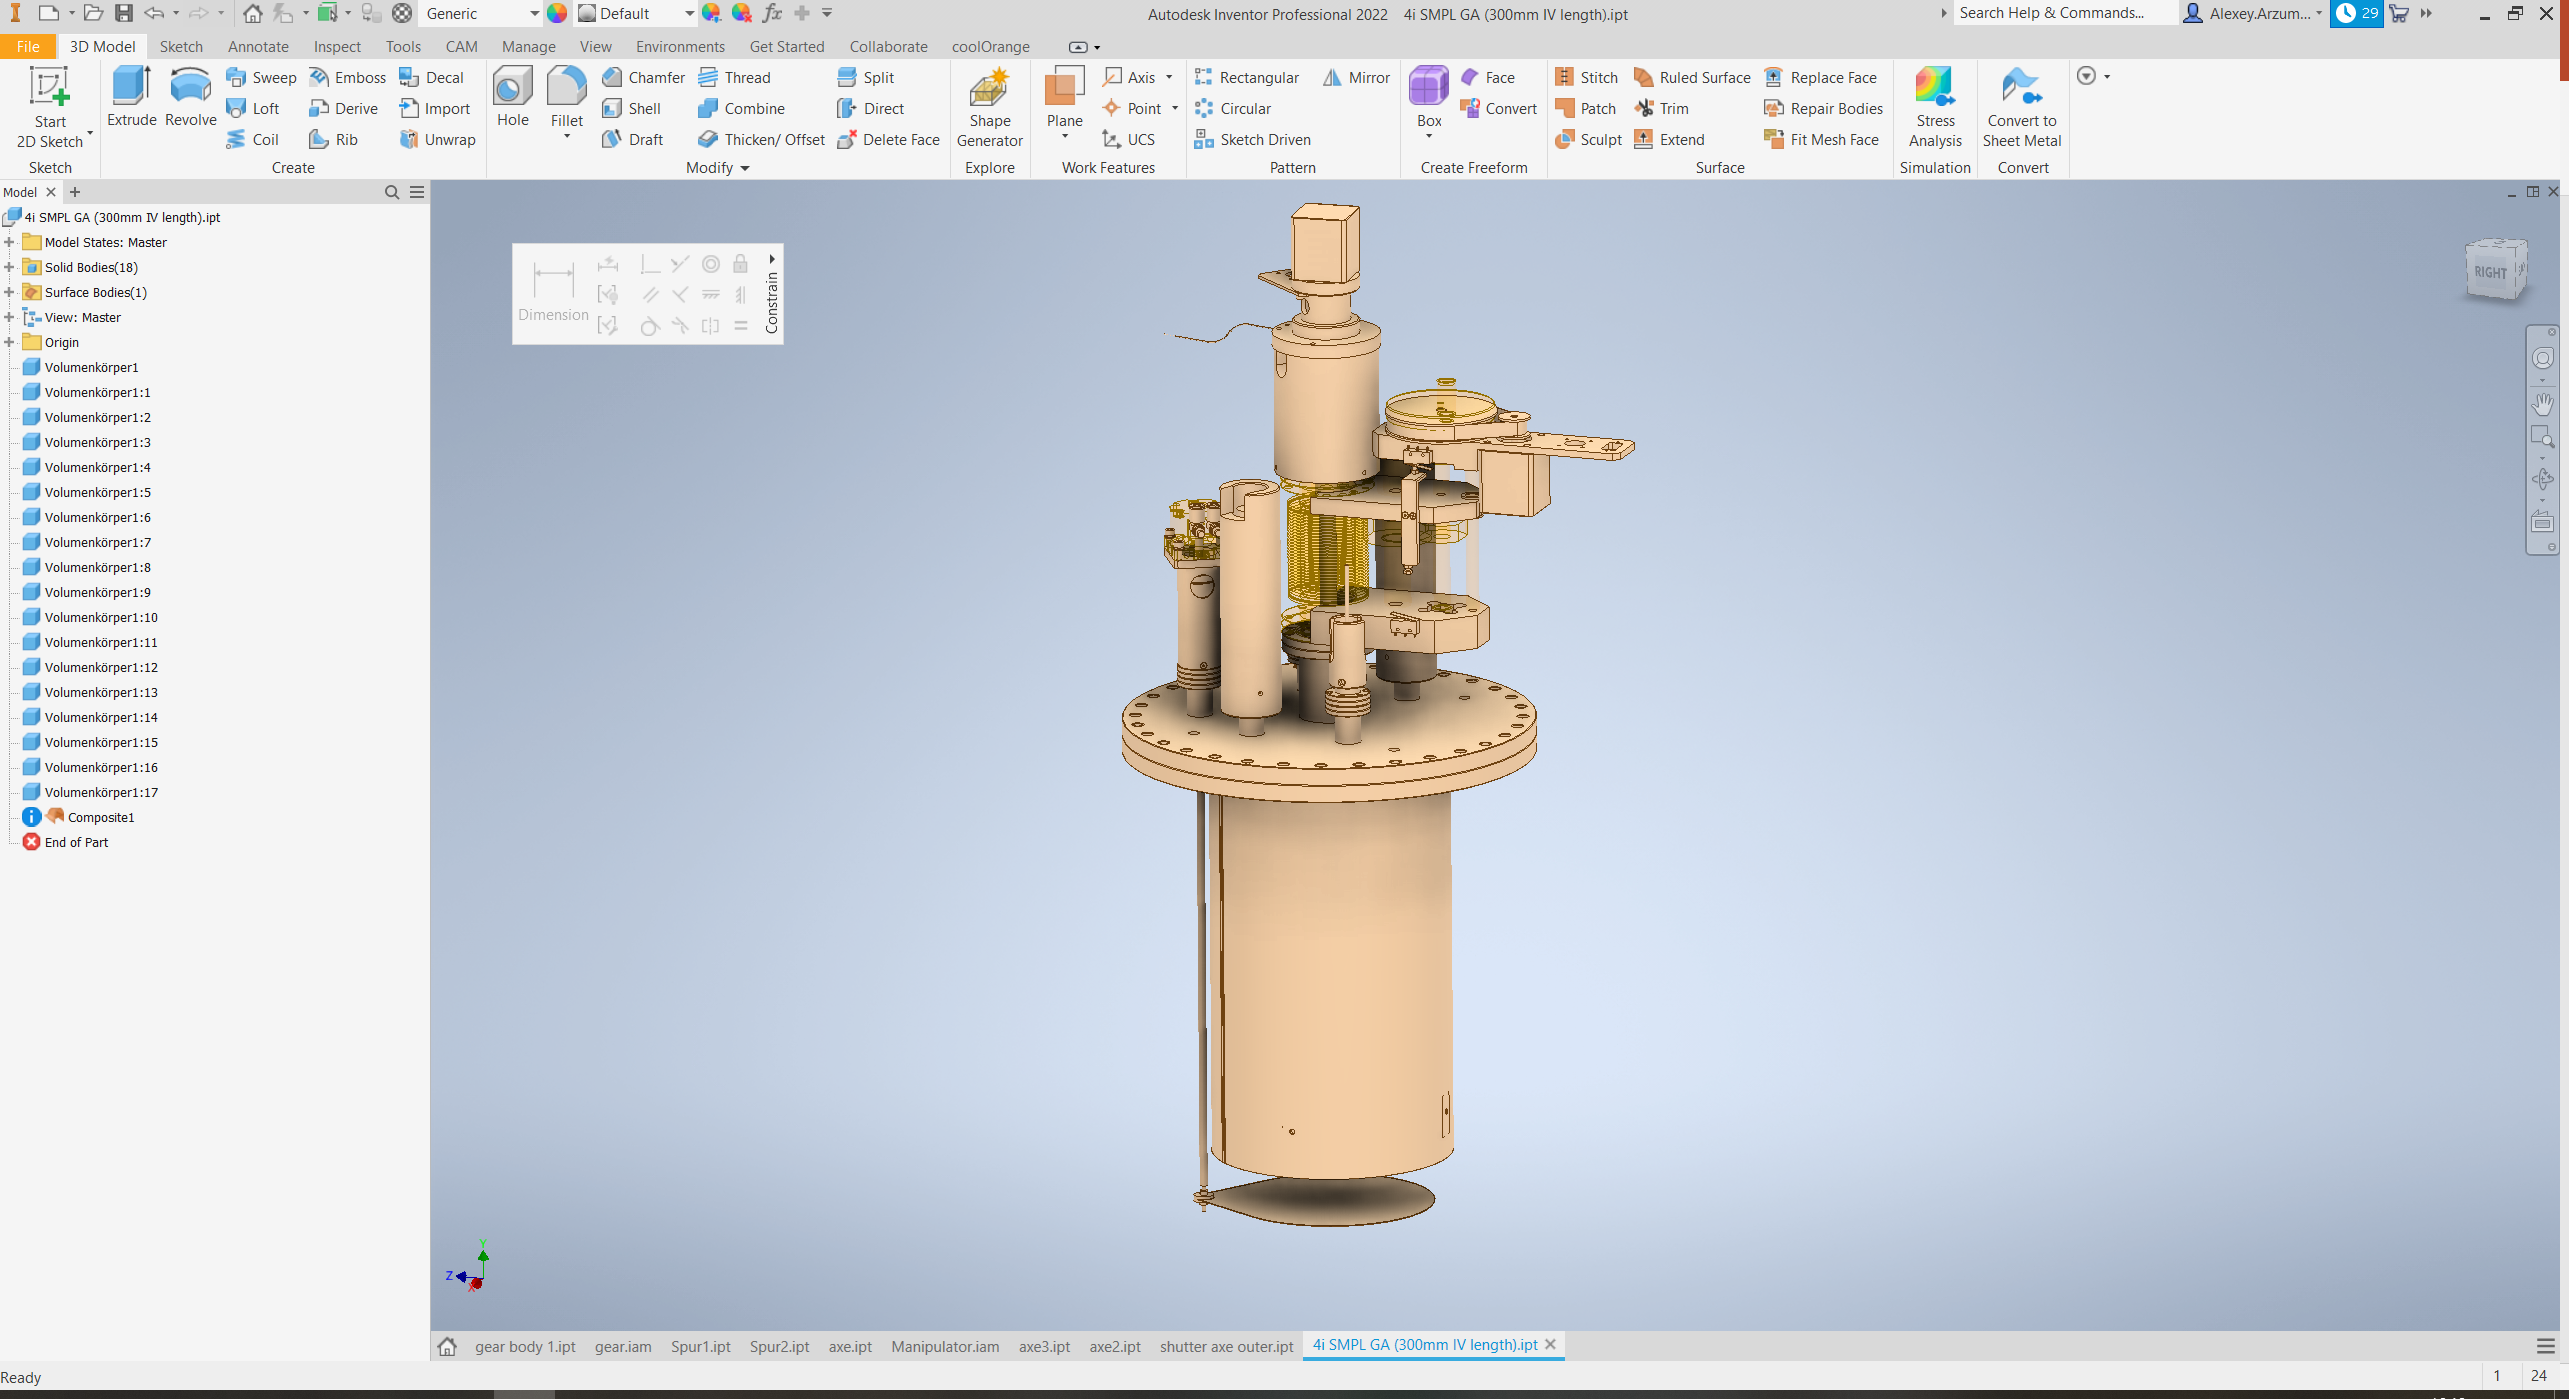 Generic
Default
Autodesk Inventor Professional 2022 4i SMPL GA (300mm IV length).ipt
Search Help & Commands...
Alexey.Arzum...
29
File 3D Model Sketch Annotate Inspect Tools CAM Manage View Environments Get Started Collaborate coolOrange
Start
2D Sketch
Sketch
Extrude Revolve
Sweep Emboss Decal
Loft Derive Import
Coil Rib Unwrap
Create
Hole Fillet
Chamfer Thread Split
Shell Combine Direct
Draft Thicken/ Offset Delete Face
Modify
Shape
Generator
Explore
Plane
Axis
Point
UCS
Work Features
Rectangular Mirror
Circular
Sketch Driven
Pattern
Box
Face
Convert
Create Freeform
Stitch Ruled Surface Replace Face
Patch Trim Repair Bodies
Sculpt Extend Fit Mesh Face
Surface
Stress
Analysis
Simulation
Convert to
Sheet Metal
Convert
Model
4i SMPL GA (300mm IV length).ipt
Model States: Master
Solid Bodies(18)
Surface Bodies(1)
View: Master
Origin
Volumenkörper1
Volumenkörper1:1
Volumenkörper1:2
Volumenkörper1:3
Volumenkörper1:4
Volumenkörper1:5
Volumenkörper1:6
Volumenkörper1:7
Volumenkörper1:8
Volumenkörper1:9
Volumenkörper1:10
Volumenkörper1:11
Volumenkörper1:12
Volumenkörper1:13
Volumenkörper1:14
Volumenkörper1:15
Volumenkörper1:16
Volumenkörper1:17
Composite1
End of Part
Dimension
Constrain
RIGHT
Y
Z
X
gear body 1.ipt gear.iam Spur1.ipt Spur2.ipt axe.ipt Manipulator.iam axe3.ipt axe2.ipt shutter axe outer.ipt 4i SMPL GA (300mm IV length).ipt
Ready
1 24